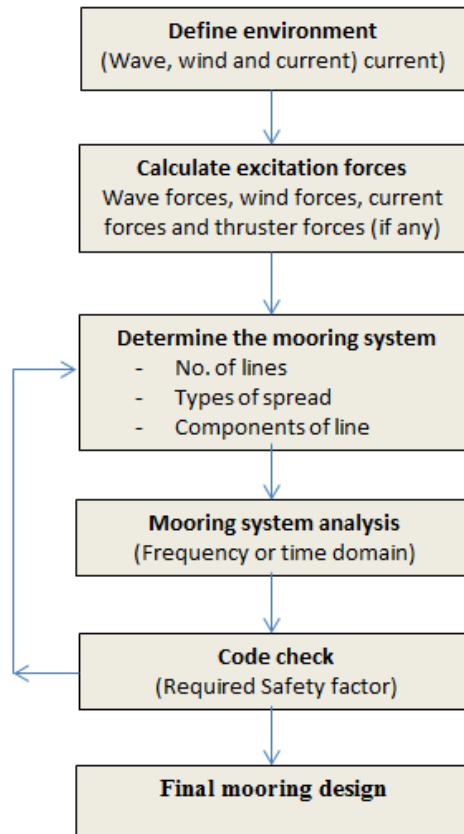 Define environment
(Wave, wind and current) current)
Calculate excitation forces
Wave forces, wind forces, current
forces and thruster forces (if any)
Determine the mooring system
- No. of lines
- Types of spread
- Components of line
Mooring system analysis
(Frequency or time domain)
Code check
(Required Safety factor)
Final mooring design